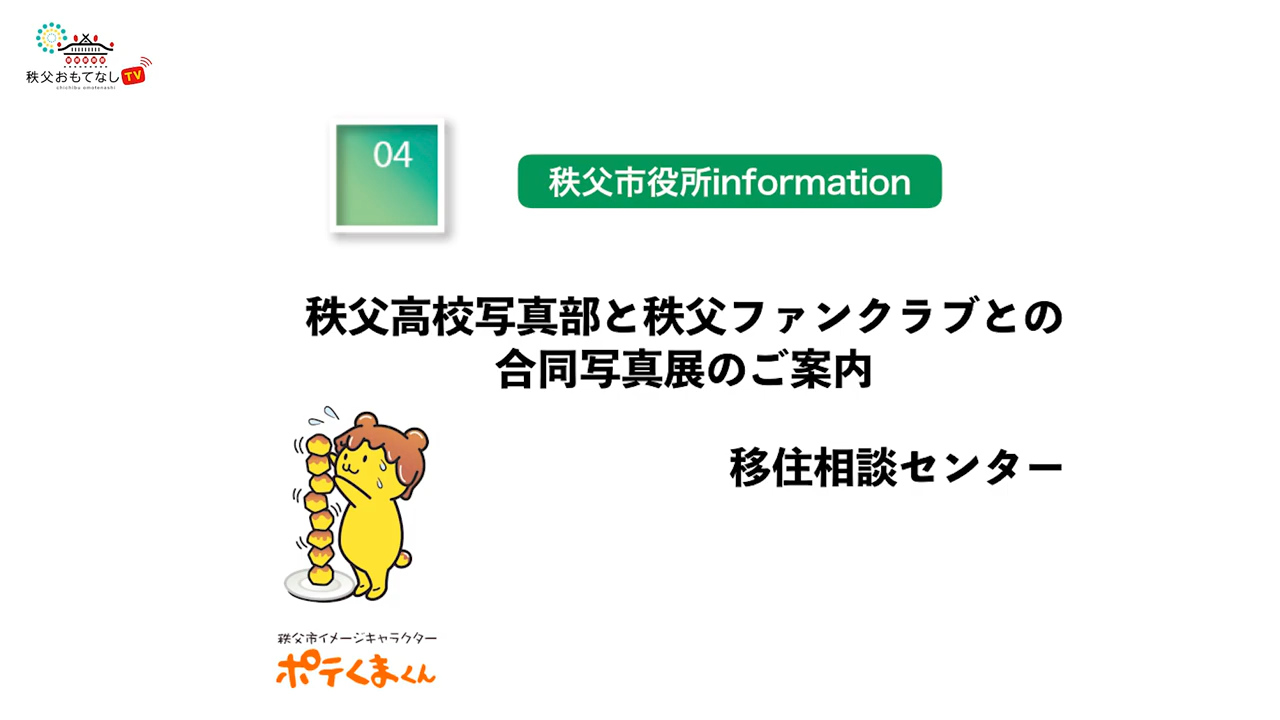 秩父おもてなしTV
chichibu omotenashi
04
秩父市役所information
秩父高校写真部と秩父ファンクラブとの
合同写真展のご案内
移住相談センター
秩父市イメージキャラクター
ポテくまくん